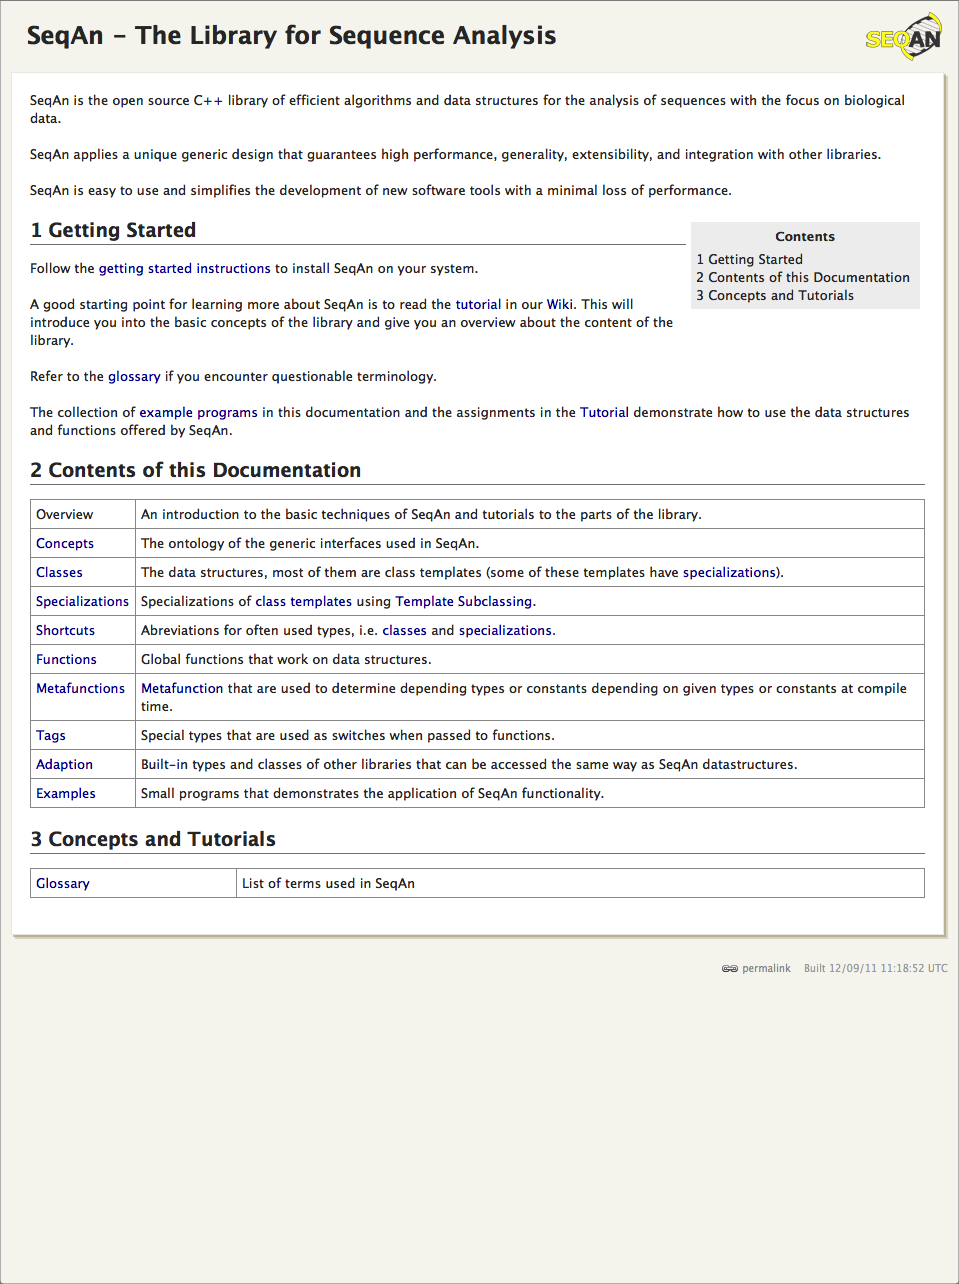 SeqAn - The Library for Sequence Analysis
SEQAN
SeqAn is the open source C++ library of efficient algorithms and data structures for the analysis of sequences with the focus on biological
data.
SeqAn applies a unique generic design that guarantees high performance, generality, extensibility, and integration with other libraries.
SeqAn is easy to use and simplifies the development of new software tools with a minimal loss of performance.
1 Getting Started
Contents
1 Getting Started
2 Contents of this Documentation
3 Concepts and Tutorials
Follow the getting started instructions to install SeqAn on your system.
A good starting point for learning more about SeqAn is to read the tutorial in our Wiki. This will
introduce you into the basic concepts of the library and give you an overview about the content of the
library.
Refer to the glossary if you encounter questionable terminology.
The collection of example programs in this documentation and the assignments in the Tutorial demonstrate how to use the data structures
and functions offered by SeqAn.
2 Contents of this Documentation
Overview An introduction to the basic techniques of SeqAn and tutorials to the parts of the library.
Concepts The ontology of the generic interfaces used in SeqAn.
Classes The data structures, most of them are class templates (some of these templates have specializations).
Specializations Specializations of class templates using Template Subclassing.
Shortcuts Abreviations for often used types, i.e. classes and specializations.
Functions Global functions that work on data structures.
Metafunctions Metafunction that are used to determine depending types or constants depending on given types or constants at compile
time.
Tags Special types that are used as switches when passed to functions.
Adaption Built-in types and classes of other libraries that can be accessed the same way as SeqAn datastructures.
Examples Small programs that demonstrates the application of SeqAn functionality.
3 Concepts and Tutorials
Glossary List of terms used in SeqAn
permalink Built 12/09/11 11:18:52 UTC